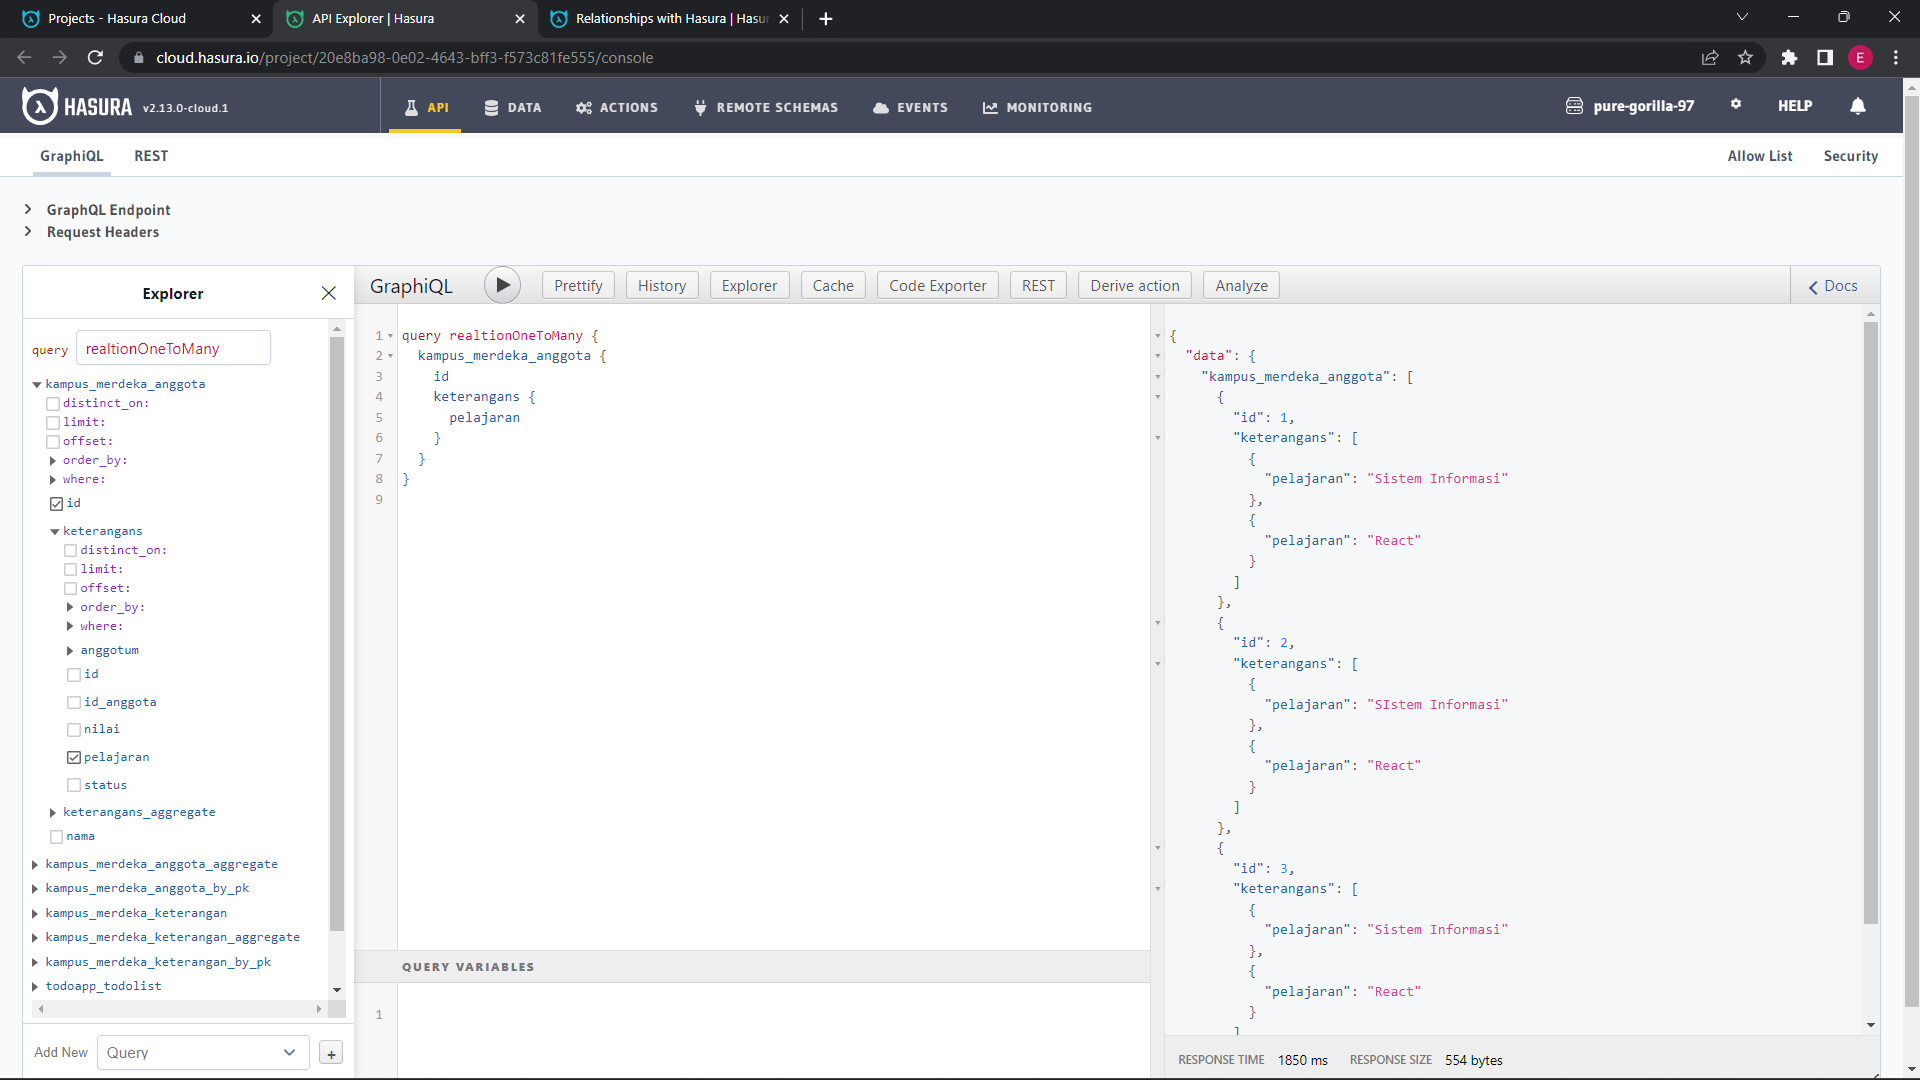 Projects - Hasura Cloud
API Explorer | Hasura
Relationships with Hasura | Hasur
cloud.hasura.io/project/20e8ba98-0e02-4643-bff3-f573c81fe555/console
E
HASURA v2.13.0-cloud.1
API
DATA
ACTIONS
REMOTE SCHEMAS
EVENTS
MONITORING
pure-gorilla-97
HELP
GraphiQL
REST
Allow List
Security
GraphQL Endpoint
Request Headers
Explorer
GraphiQL
Prettify
History
Explorer
Cache
Code Exporter
REST
Derive action
Analyze
Docs
query realtionOneToMany
kampus_merdeka_anggota
distinct_on:
limit:
offset:
order_by:
where:
id
keterangans
distinct_on:
limit:
offset:
order_by:
where:
anggotum
id
id_anggota
nilai
pelajaran
status
keterangans_aggregate
nama
kampus_merdeka_anggota_aggregate
kampus_merdeka_anggota_by_pk
kampus_merdeka_keterangan
kampus_merdeka_keterangan_aggregate
kampus_merdeka_keterangan_by_pk
todoapp_todolist
Add New Query +
1 query realtionOneToMany {
2 kampus_merdeka_anggota {
3 id
4 keterangans {
5 pelajaran
6 }
7 }
8 }
9
QUERY VARIABLES
1
{
"data": {
"kampus_merdeka_anggota": [
{
"id": 1,
"keterangans": [
{
"pelajaran": "Sistem Informasi"
},
{
"pelajaran": "React"
}
]
},
{
"id": 2,
"keterangans": [
{
"pelajaran": "SIstem Informasi"
},
{
"pelajaran": "React"
}
]
},
{
"id": 3,
"keterangans": [
{
"pelajaran": "Sistem Informasi"
},
{
"pelajaran": "React"
}
]
RESPONSE TIME 1850 ms RESPONSE SIZE 554 bytes